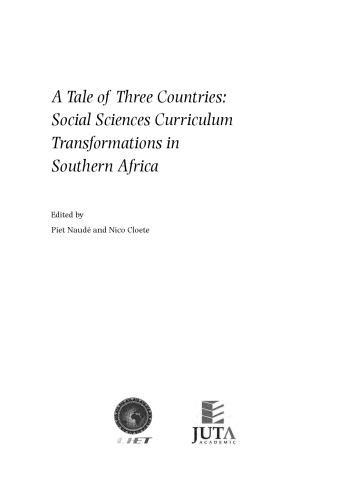 A Tale of Three Countries:
Social Sciences Curriculum
Transformations in
Southern Africa
Edited by
Piet Naudé and Nico Cloete
JUTA
ACADEMIC